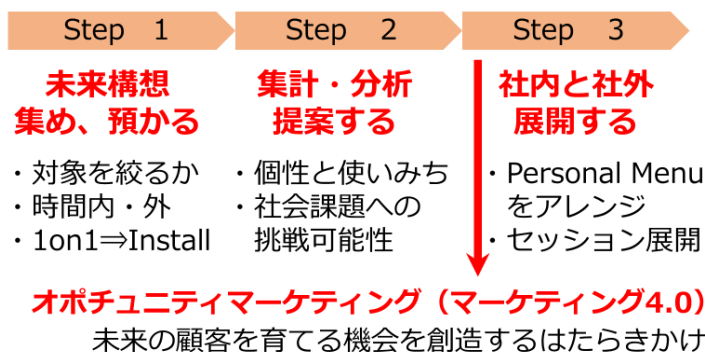 Step 1
Step 2
Step 3
未来構想
集め、預かる
・対象を絞るか
・時間内・外
・1on1⇒Install
集計・分析
提案する
・個性と使いみち
・社会課題への
挑戦可能性
社内と社外
展開する
・Personal Menu
をアレンジ
・セッション展開
オポチュニティマーケティング（マーケティング4.0）
未来の顧客を育てる機会を創造するはたらきかけ